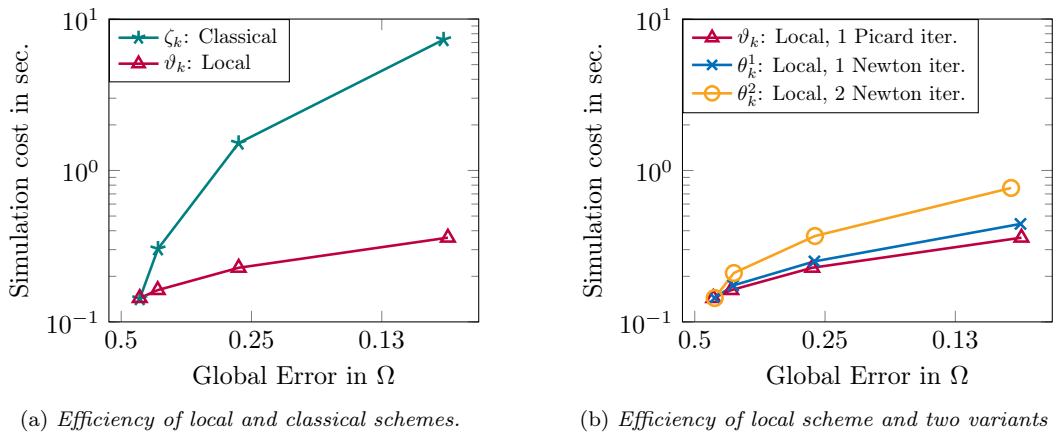 Simulation cost in sec.
10^1
10^0
10^{-1}
ζ_k: Classical
ϑ_k: Local
0.5 0.25 0.13
Global Error in Ω
(a) Efficiency of local and classical schemes.
Simulation cost in sec.
10^1
10^0
10^{-1}
ϑ_k: Local, 1 Picard iter.
θ_k^1: Local, 1 Newton iter.
θ_k^2: Local, 2 Newton iter.
0.5 0.25 0.13
Global Error in Ω
(b) Efficiency of local scheme and two variants